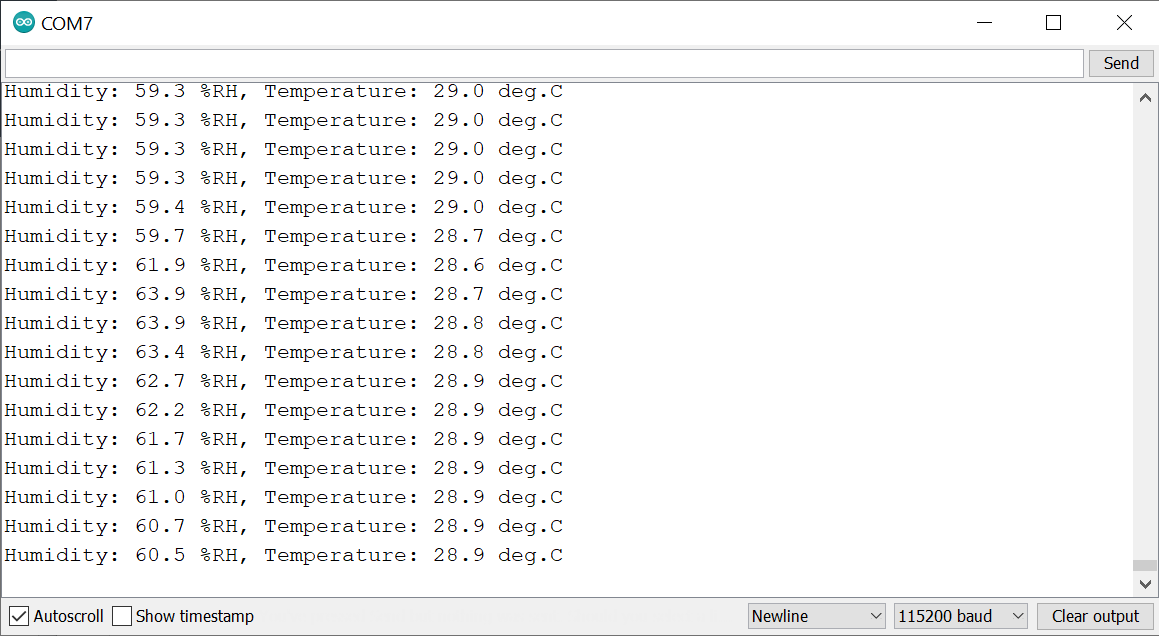 COM7
Send
Humidity: 59.3 %RH, Temperature: 29.0 deg.C
Humidity: 59.3 %RH, Temperature: 29.0 deg.C
Humidity: 59.3 %RH, Temperature: 29.0 deg.C
Humidity: 59.3 %RH, Temperature: 29.0 deg.C
Humidity: 59.4 %RH, Temperature: 29.0 deg.C
Humidity: 59.7 %RH, Temperature: 28.7 deg.C
Humidity: 61.9 %RH, Temperature: 28.6 deg.C
Humidity: 63.9 %RH, Temperature: 28.7 deg.C
Humidity: 63.9 %RH, Temperature: 28.8 deg.C
Humidity: 63.4 %RH, Temperature: 28.8 deg.C
Humidity: 62.7 %RH, Temperature: 28.9 deg.C
Humidity: 62.2 %RH, Temperature: 28.9 deg.C
Humidity: 61.7 %RH, Temperature: 28.9 deg.C
Humidity: 61.3 %RH, Temperature: 28.9 deg.C
Humidity: 61.0 %RH, Temperature: 28.9 deg.C
Humidity: 60.7 %RH, Temperature: 28.9 deg.C
Humidity: 60.5 %RH, Temperature: 28.9 deg.C
Autoscroll Show timestamp Newline 115200 baud Clear output